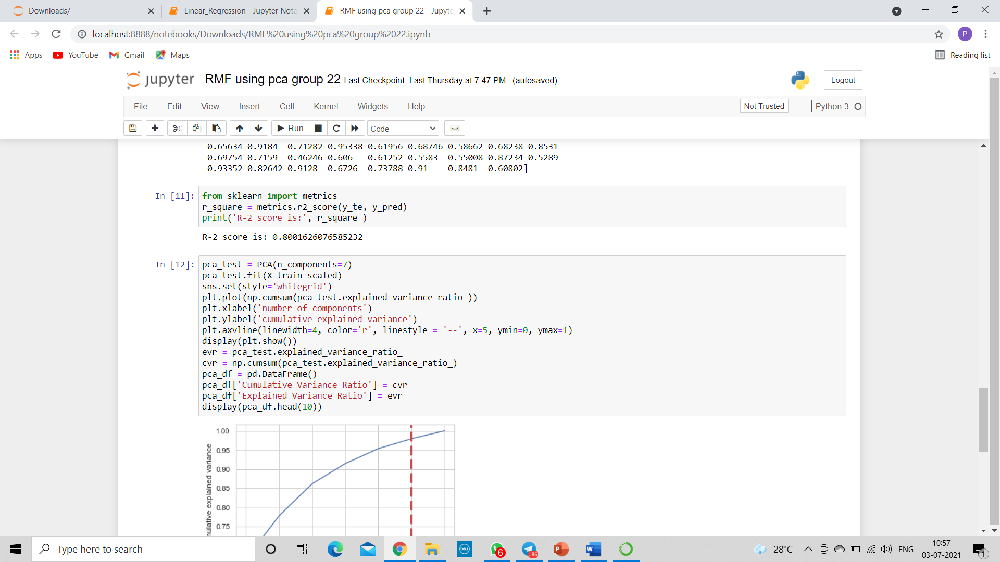 Downloads/
Linear_Regression - Jupyter Note
RMF using pca group 22 - Jupyte
localhost:8888/notebooks/Downloads/RMF%20using%20pca%20group%2022.ipynb
P
Apps
YouTube
Gmail
Maps
Reading list
jupyter
RMF using pca group 22 Last Checkpoint: Last Thursday at 7:47 PM (autosaved)
Logout
File Edit View Insert Cell Kernel Widgets Help
Not Trusted
Python 3
Run
Code
0.65634 0.9184 0.71282 0.95338 0.61956 0.68746 0.58662 0.68238 0.8531
0.69754 0.7159 0.46246 0.606 0.61252 0.5583 0.55008 0.87234 0.5289
0.93352 0.82642 0.9128 0.6726 0.73788 0.91 0.8481 0.60802]
In [11]:
from sklearn import metrics
r_square = metrics.r2_score(y_te, y_pred)
print('R-2 score is:', r_square )
R-2 score is: 0.8001626076585232
In [12]:
pca_test = PCA(n_components=7)
pca_test.fit(X_train_scaled)
sns.set(style='whitegrid')
plt.plot(np.cumsum(pca_test.explained_variance_ratio_))
plt.xlabel('number of components')
plt.ylabel('cumulative explained variance')
plt.axvline(linewidth=4, color='r', linestyle = '--', x=5, ymin=0, ymax=1)
display(plt.show())
evr = pca_test.explained_variance_ratio_
cvr = np.cumsum(pca_test.explained_variance_ratio_)
pca_df = pd.DataFrame()
pca_df['Cumulative Variance Ratio'] = cvr
pca_df['Explained Variance Ratio'] = evr
display(pca_df.head(10))
1.00
0.95
0.90
0.85
0.80
0.75
nulative explained variance
Type here to search
DELL
6
..86
P
W
28°C
ENG
10:57
03-07-2021
1